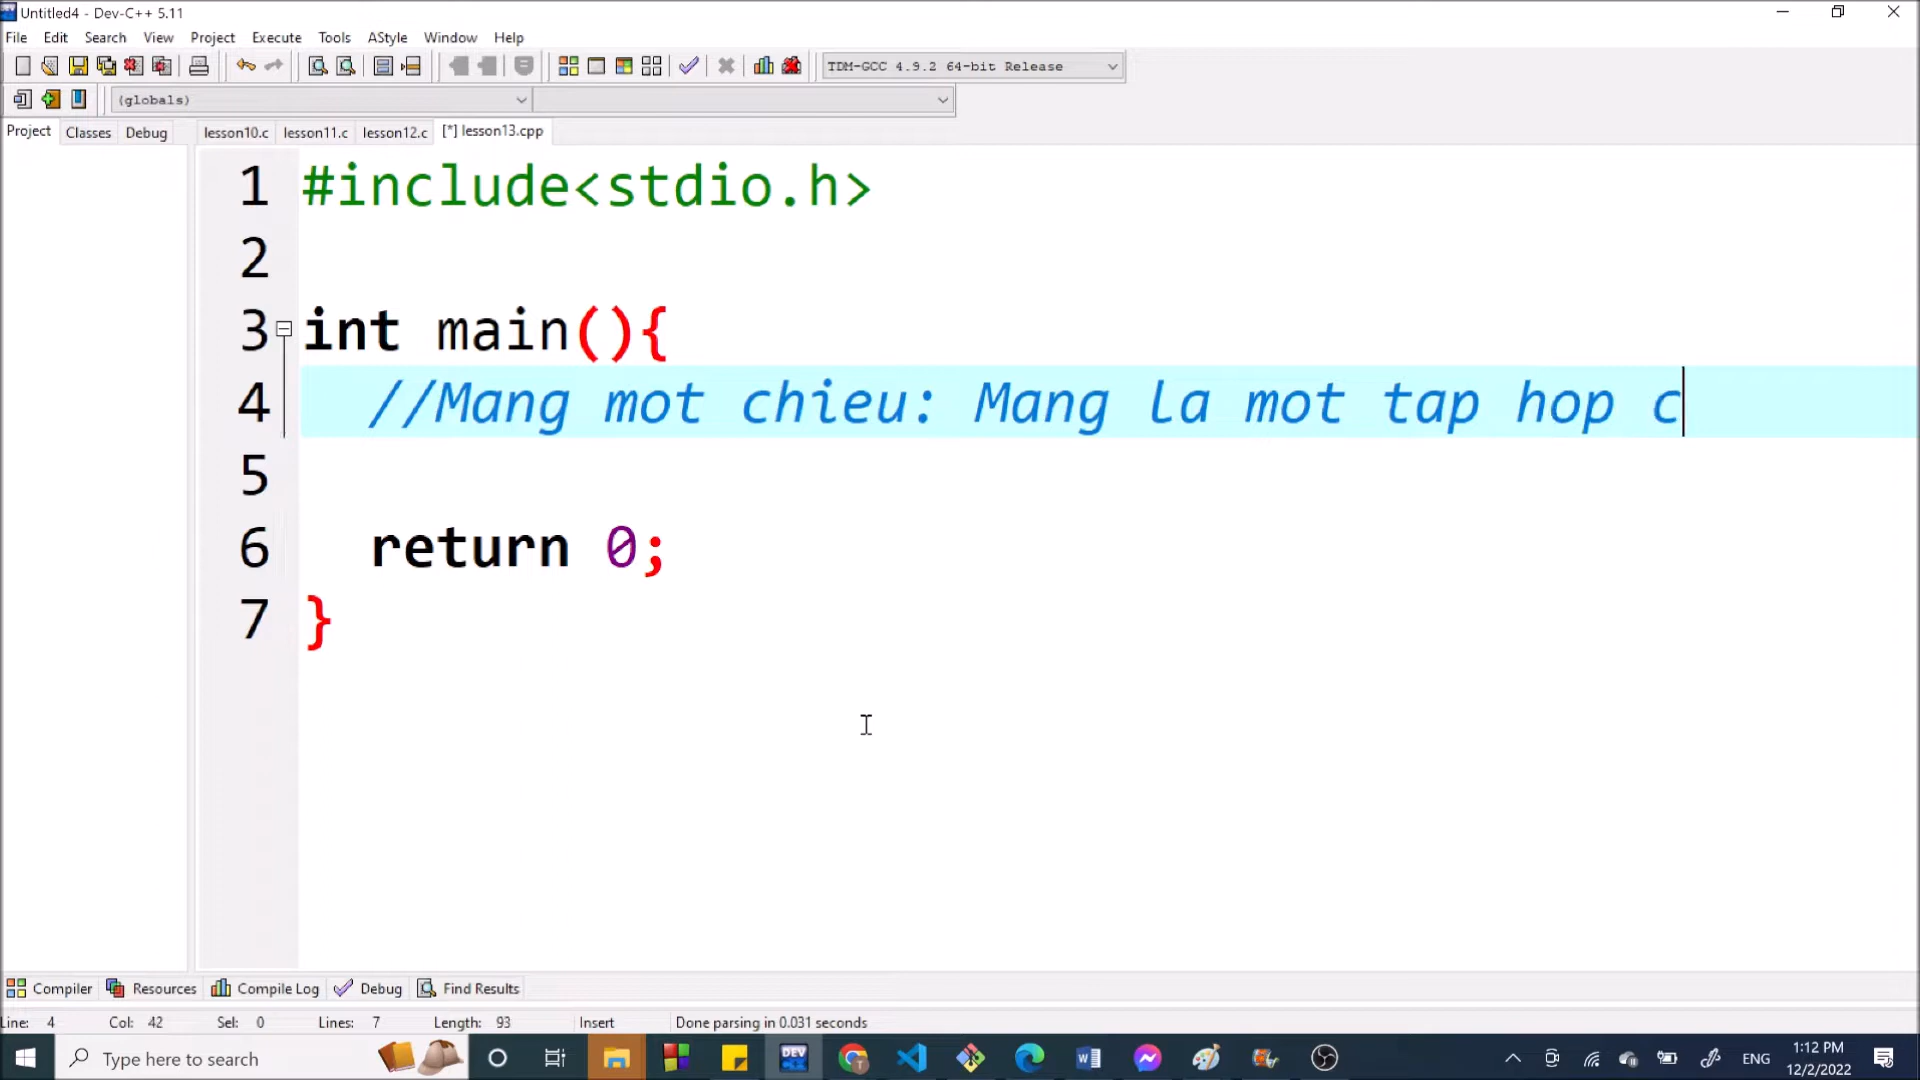 Untitled4 - Dev-C++ 5.11
File Edit Search View Project Execute Tools AStyle Window Help
TDM-GCC 4.9.2 64-bit Release
(globals)
Project Classes Debug lesson10.c lesson11.c lesson12.c [*] lesson13.cpp
1 #include<stdio.h>
2
3 int main(){
4 //Mang mot chieu: Mang la mot tap hop c
5
6 return 0;
7 }
Compiler Resources Compile Log Debug Find Results
Line: 4 Col: 42 Sel: 0 Lines: 7 Length: 93 Insert Done parsing in 0.031 seconds
Type here to search DEV ENG 1:12 PM
12/2/2022